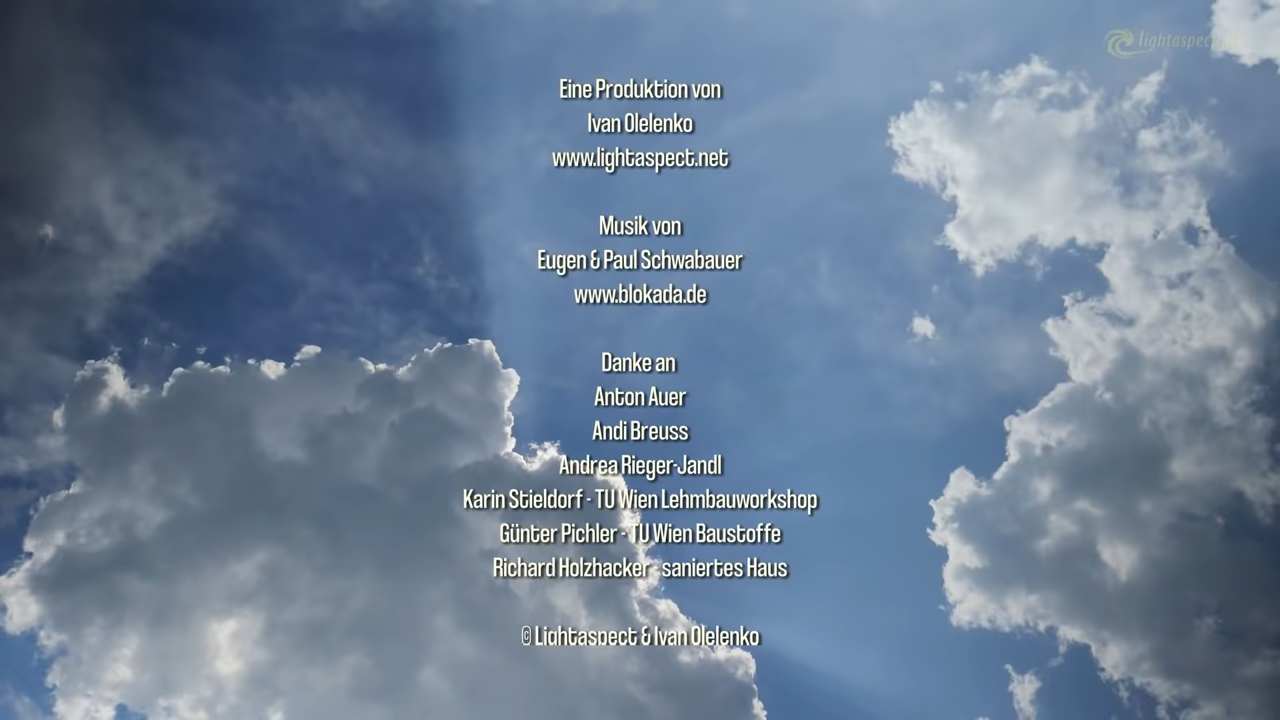 lightaspect.net
Eine Produktion von
Ivan Olelenko
www.lightaspect.net
Musik von
Eugen & Paul Schwabauer
www.blokada.de
Danke an
Anton Auer
Andi Breuss
Andrea Rieger-Jandl
Karin Stieldorf - TU Wien Lehmbauworkshop
Günter Pichler - TU Wien Baustoffe
Richard Holzhacker - saniertes Haus
© Lightaspect & Ivan Olelenko